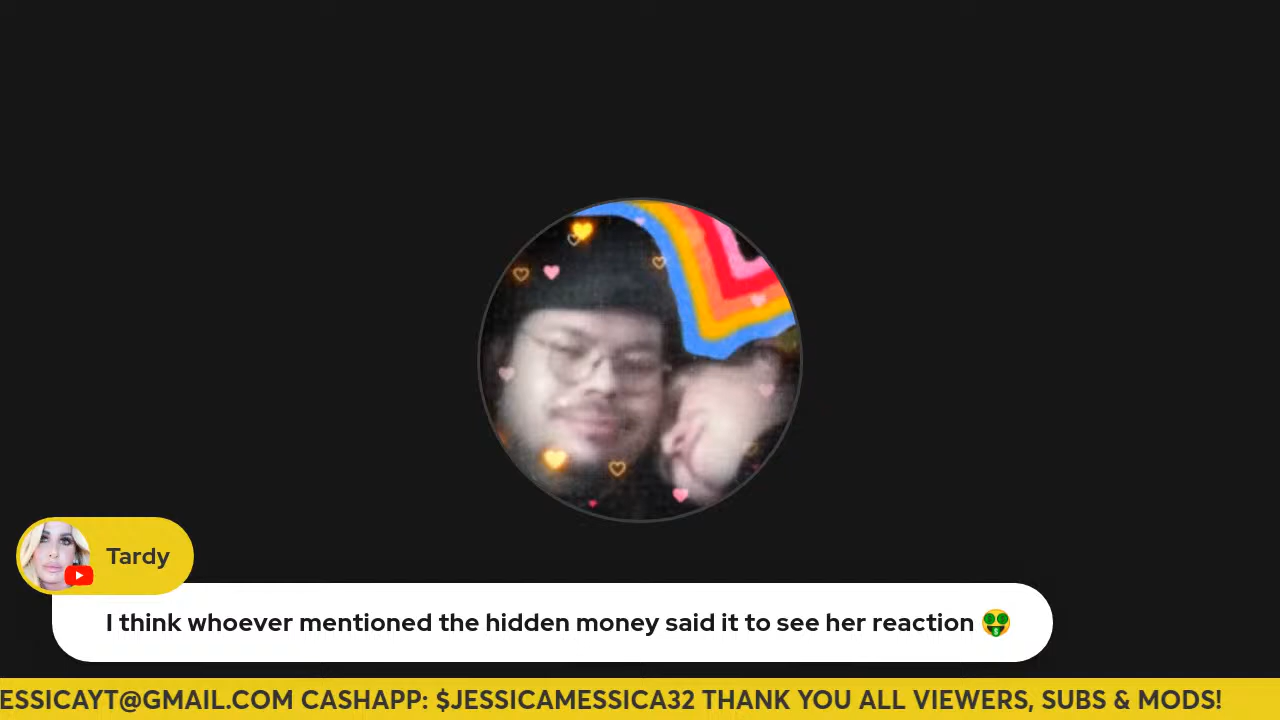 Tardy
I think whoever mentioned the hidden money said it to see her reaction 🤑
ESSICAYT@GMAIL.COM CASHAPP: $JESSICAMESSICA32 THANK YOU ALL VIEWERS, SUBS & MODS!